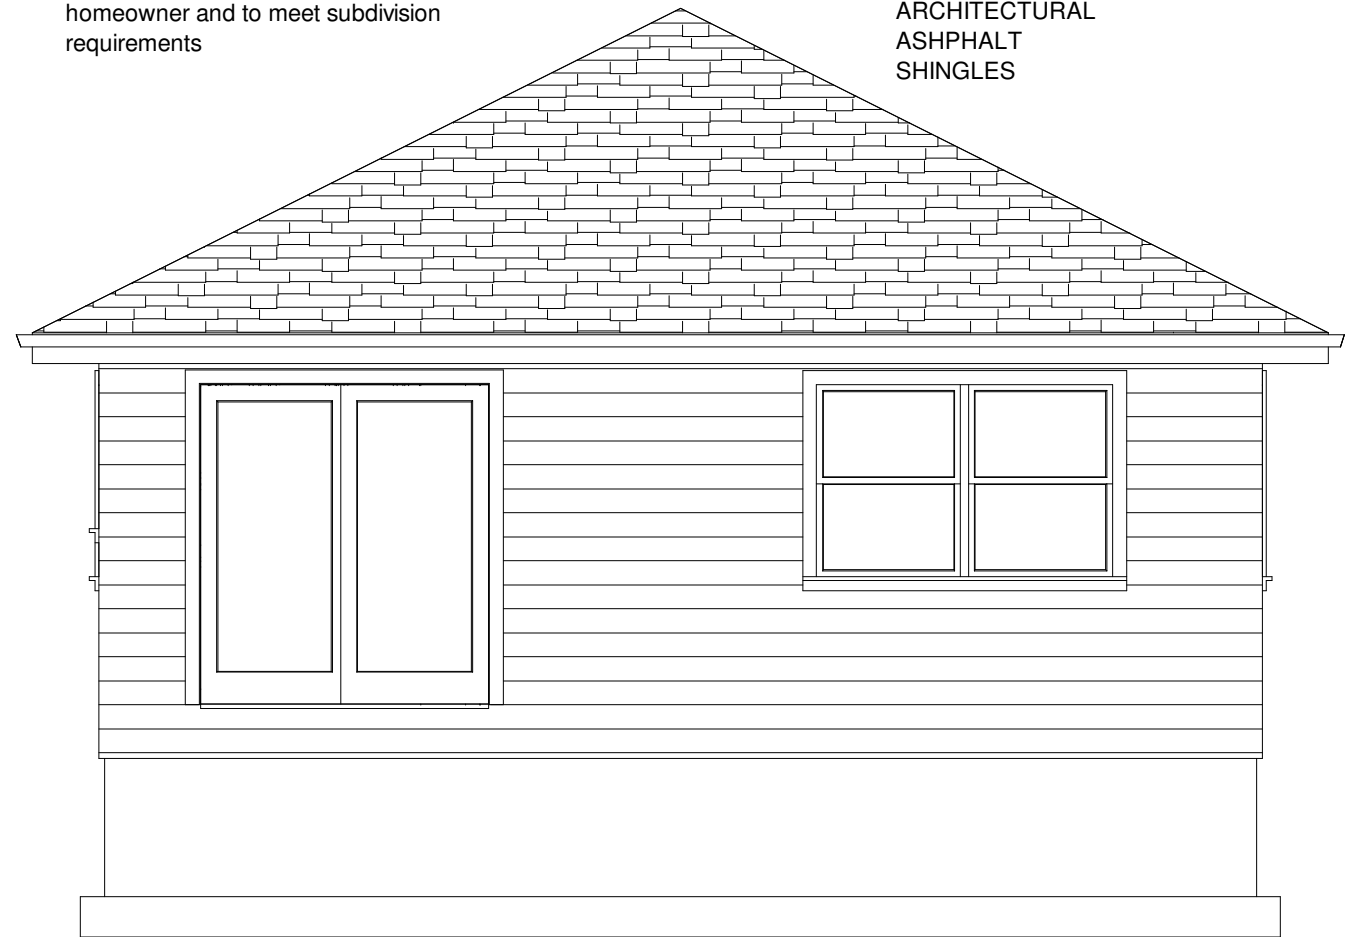 homeowner and to meet subdivision
requirements
ARCHITECTURAL
ASHPHALT
SHINGLES